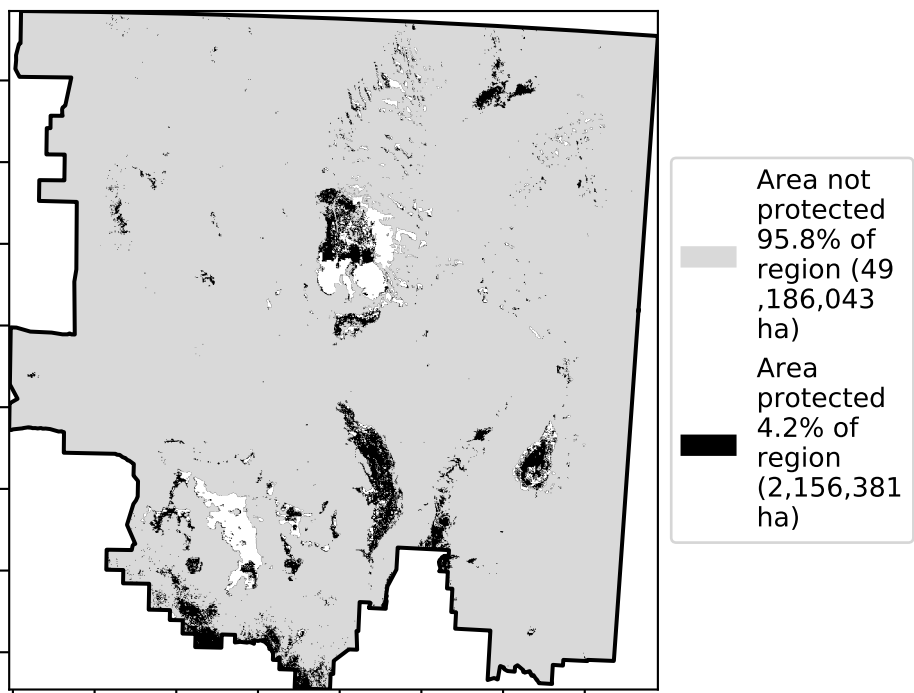 Area not
protected
95.8% of
region (49
,186,043
ha)
Area
protected
4.2% of
region
(2,156,381
ha)